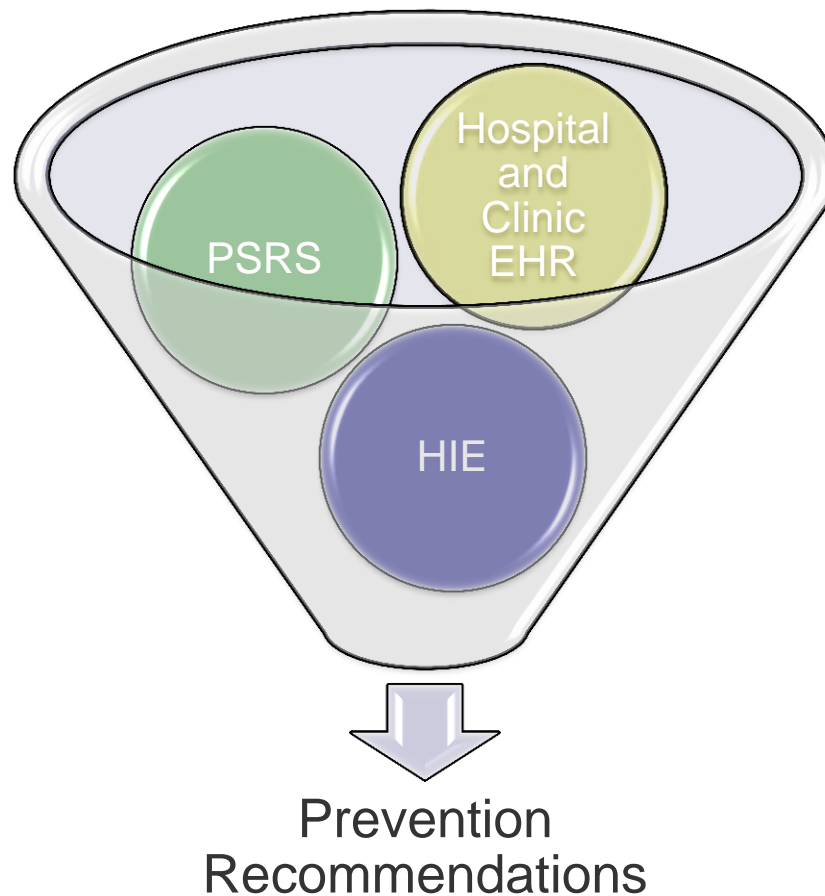 Hospital
and
Clinic
EHR
PSRS
HIE
Prevention
Recommendations